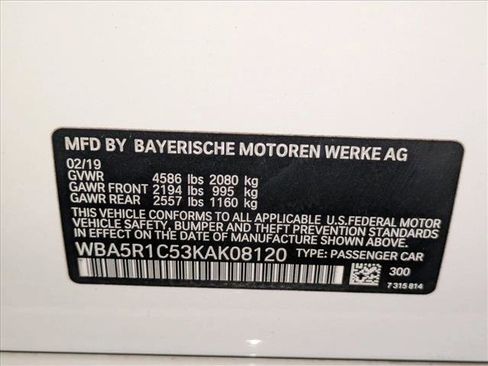 MFD BY BAYERISCHE MOTOREN WERKE AG
02/19
GVWR 4586 lbs 2080 kg
GAWR FRONT 2194 lbs 995 kg
GAWR REAR 2557 lbs 1160 kg
THIS VEHICLE CONFORMS TO ALL APPLICABLE U.S.FEDERAL MOTOR
VEHICLE SAFETY, BUMPER AND THEFT PREVENTION STANDARDS
IN EFFECT ON THE DATE OF MANUFACTURE SHOWN ABOVE.
WBA5R1C53KAK08120 TYPE: PASSENGER CAR
300
7 315 814